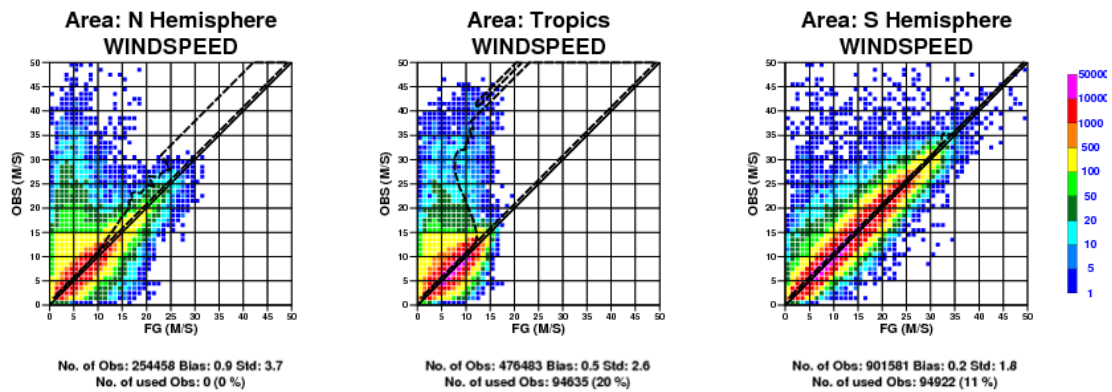 Area: N Hemisphere
WINDSPEED
50
45
40
35
30
25
20
15
10
5
0
OBS (M/S)
0 5 10 15 20 25 30 35 40 45 50
FG (M/S)
No. of Obs: 254458 Bias: 0.9 Std: 3.7
No. of used Obs: 0 (0 %)
Area: Tropics
WINDSPEED
50
45
40
35
30
25
20
15
10
5
0
OBS (M/S)
0 5 10 15 20 25 30 35 40 45 50
FG (M/S)
No. of Obs: 476483 Bias: 0.5 Std: 2.6
No. of used Obs: 94635 (20 %)
Area: S Hemisphere
WINDSPEED
50
45
40
35
30
25
20
15
10
5
0
OBS (M/S)
0 5 10 15 20 25 30 35 40 45 50
FG (M/S)
No. of Obs: 901581 Bias: 0.2 Std: 1.8
No. of used Obs: 94922 (11 %)
50000
10000
1000
500
100
50
20
10
5
1